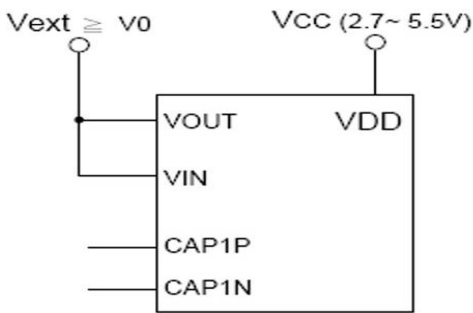 Vext ≧ V0
VCC (2.7~ 5.5V)
VOUT
VDD
VIN
CAP1P
CAP1N